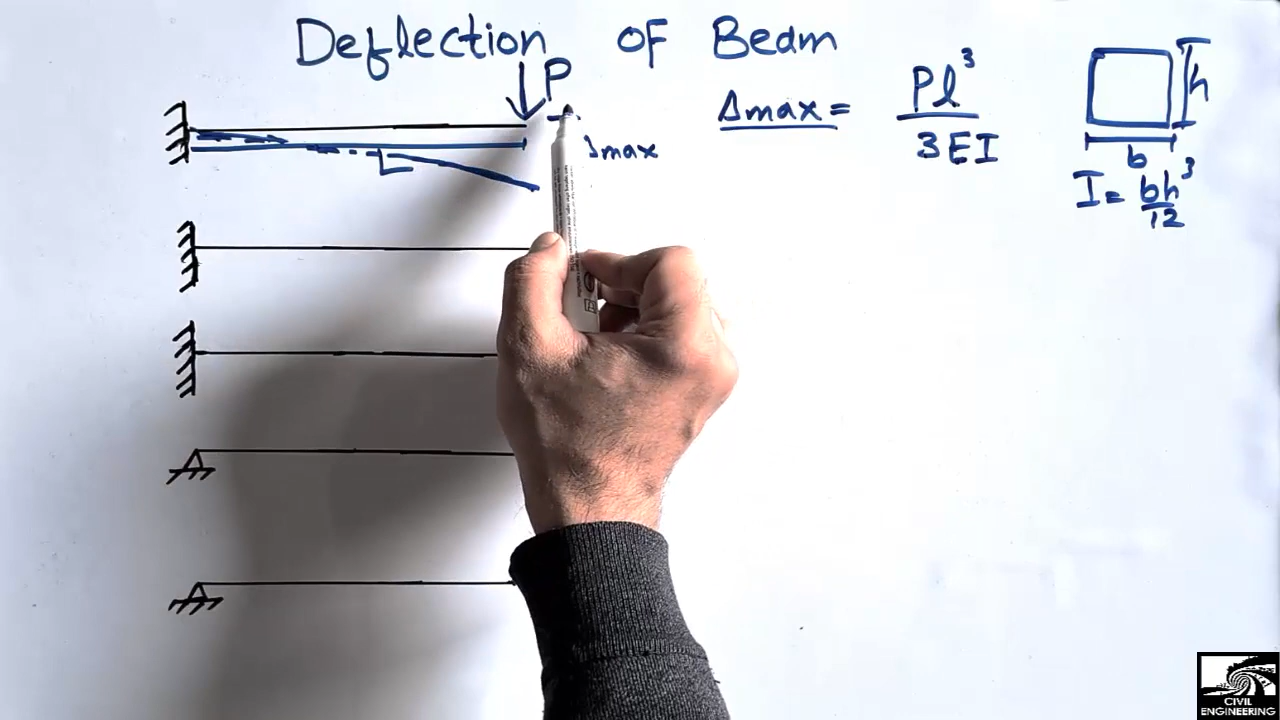 Deflection of Beam
P
Δmax = Pl³/3EI
h
L
Δmax
b
I = bh³/12
CIVIL
ENGINEERING